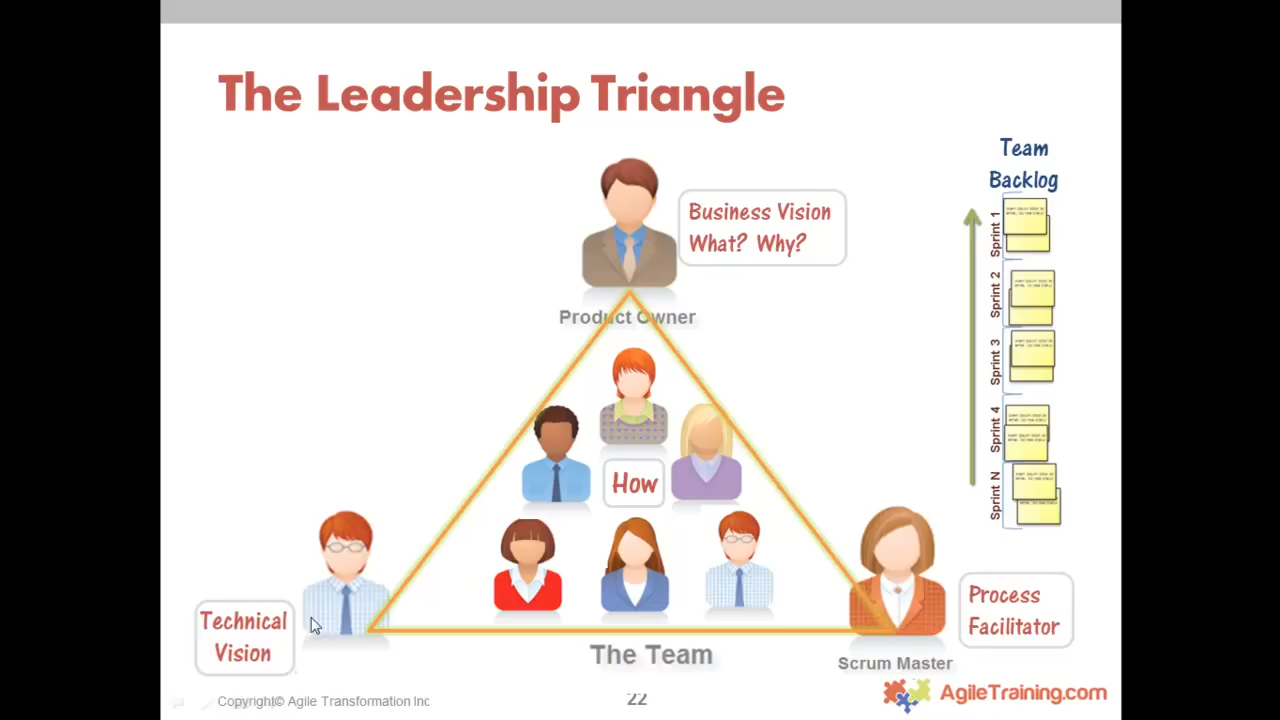 The Leadership Triangle
Team
Backlog
Business Vision
What? Why?
Product Owner
Sprint 1
Sprint 2
Sprint 3
Sprint 4
Sprint N
How
Technical
Vision
Process
Facilitator
The Team
Scrum Master
Copyright© Agile Transformation Inc
22
AgileTraining.com